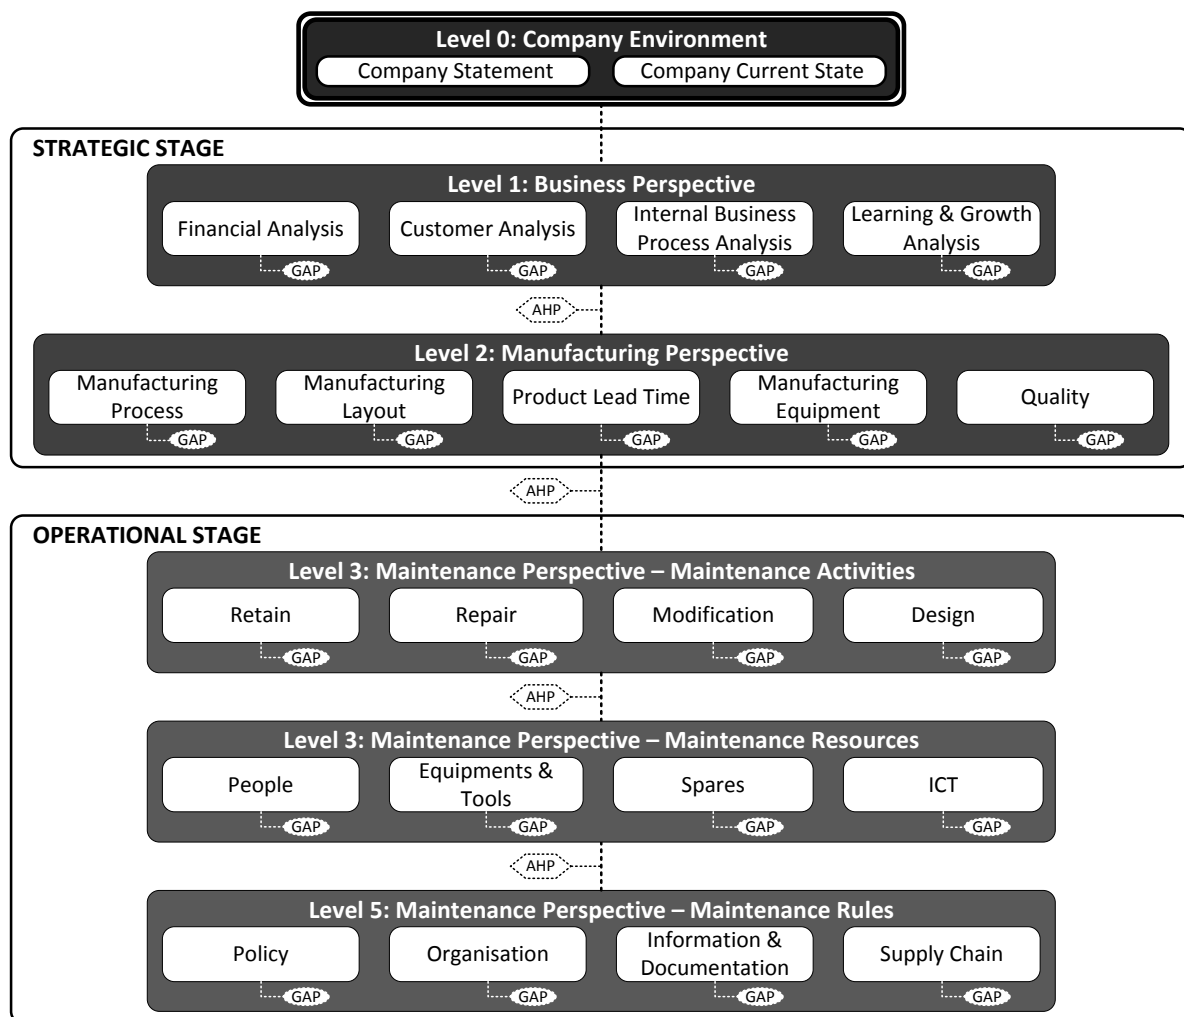 Level 0: Company Environment
Company Statement
Company Current State
STRATEGIC STAGE
Level 1: Business Perspective
Financial Analysis
Customer Analysis
Internal Business
Process Analysis
Learning & Growth
Analysis
GAP
GAP
GAP
GAP
AHP
Level 2: Manufacturing Perspective
Manufacturing
Process
Manufacturing
Layout
Product Lead Time
Manufacturing
Equipment
Quality
GAP
GAP
GAP
GAP
GAP
AHP
OPERATIONAL STAGE
Level 3: Maintenance Perspective – Maintenance Activities
Retain
Repair
Modification
Design
GAP
GAP
GAP
GAP
AHP
Level 3: Maintenance Perspective – Maintenance Resources
People
Equipments &
Tools
Spares
ICT
GAP
GAP
GAP
GAP
AHP
Level 5: Maintenance Perspective – Maintenance Rules
Policy
Organisation
Information &
Documentation
Supply Chain
GAP
GAP
GAP
GAP